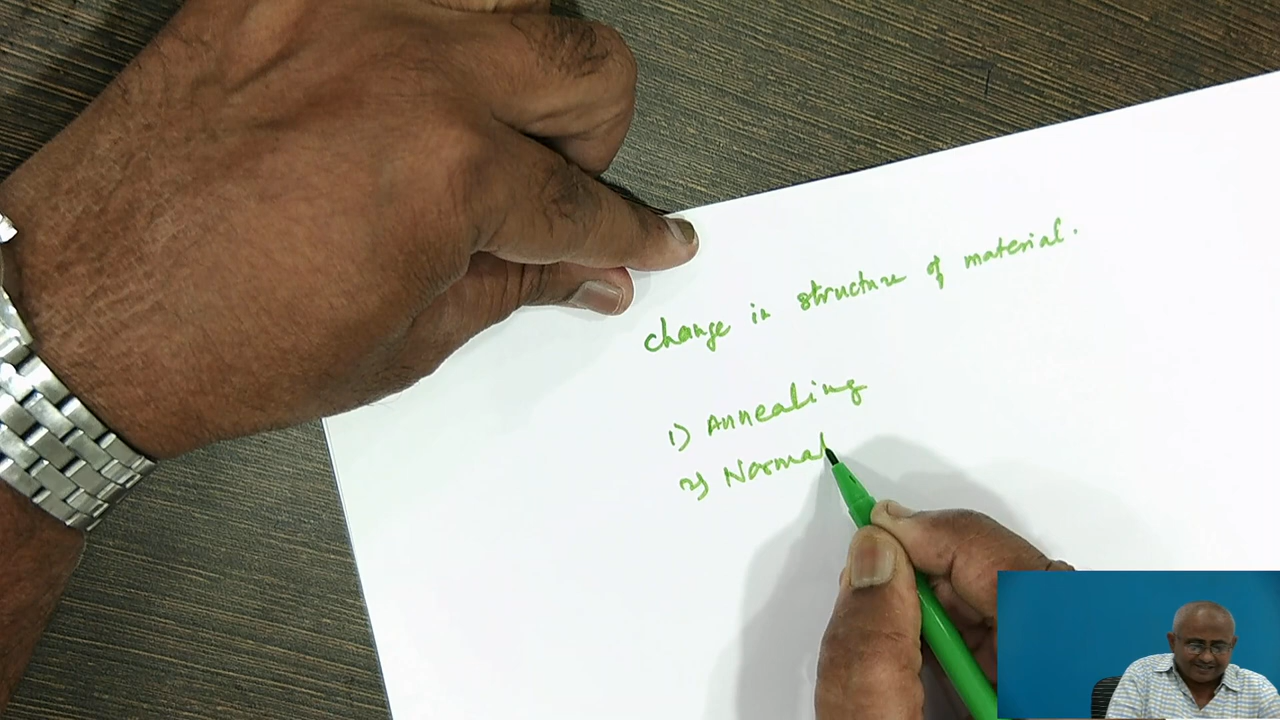 change in structure of material.
1) Annealing
2) Normal